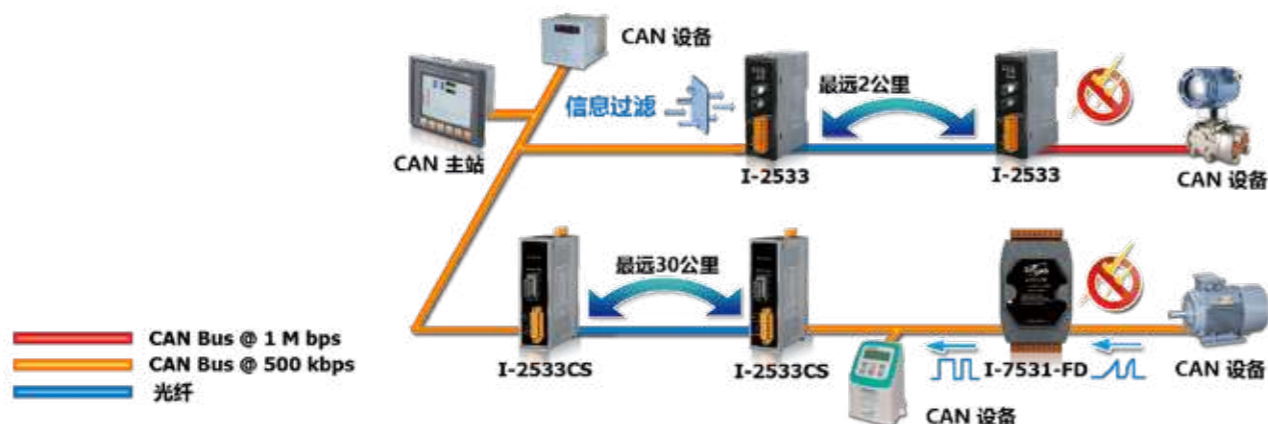 CAN 设备
CAN 主站
信息过滤
最远2公里
I-2533
I-2533
CAN 设备
最远30公里
I-2533CS
I-2533CS
I-7531-FD
CAN 设备
CAN 设备
CAN Bus @ 1 M bps
CAN Bus @ 500 kbps
光纤